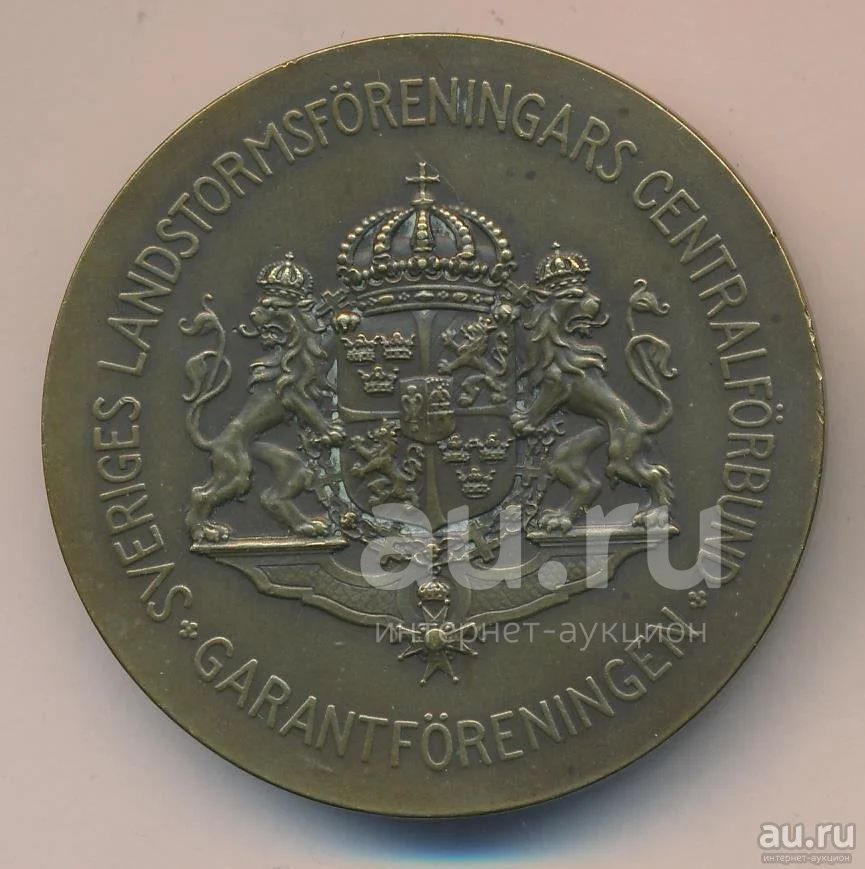 SVERIGES LANDSTORMSFÖRENINGARS CENTRALFÖRBUND
GARANTFÖRENINGEN
au.ru
интернет-аукцион
au.ru
интернет-аукцион